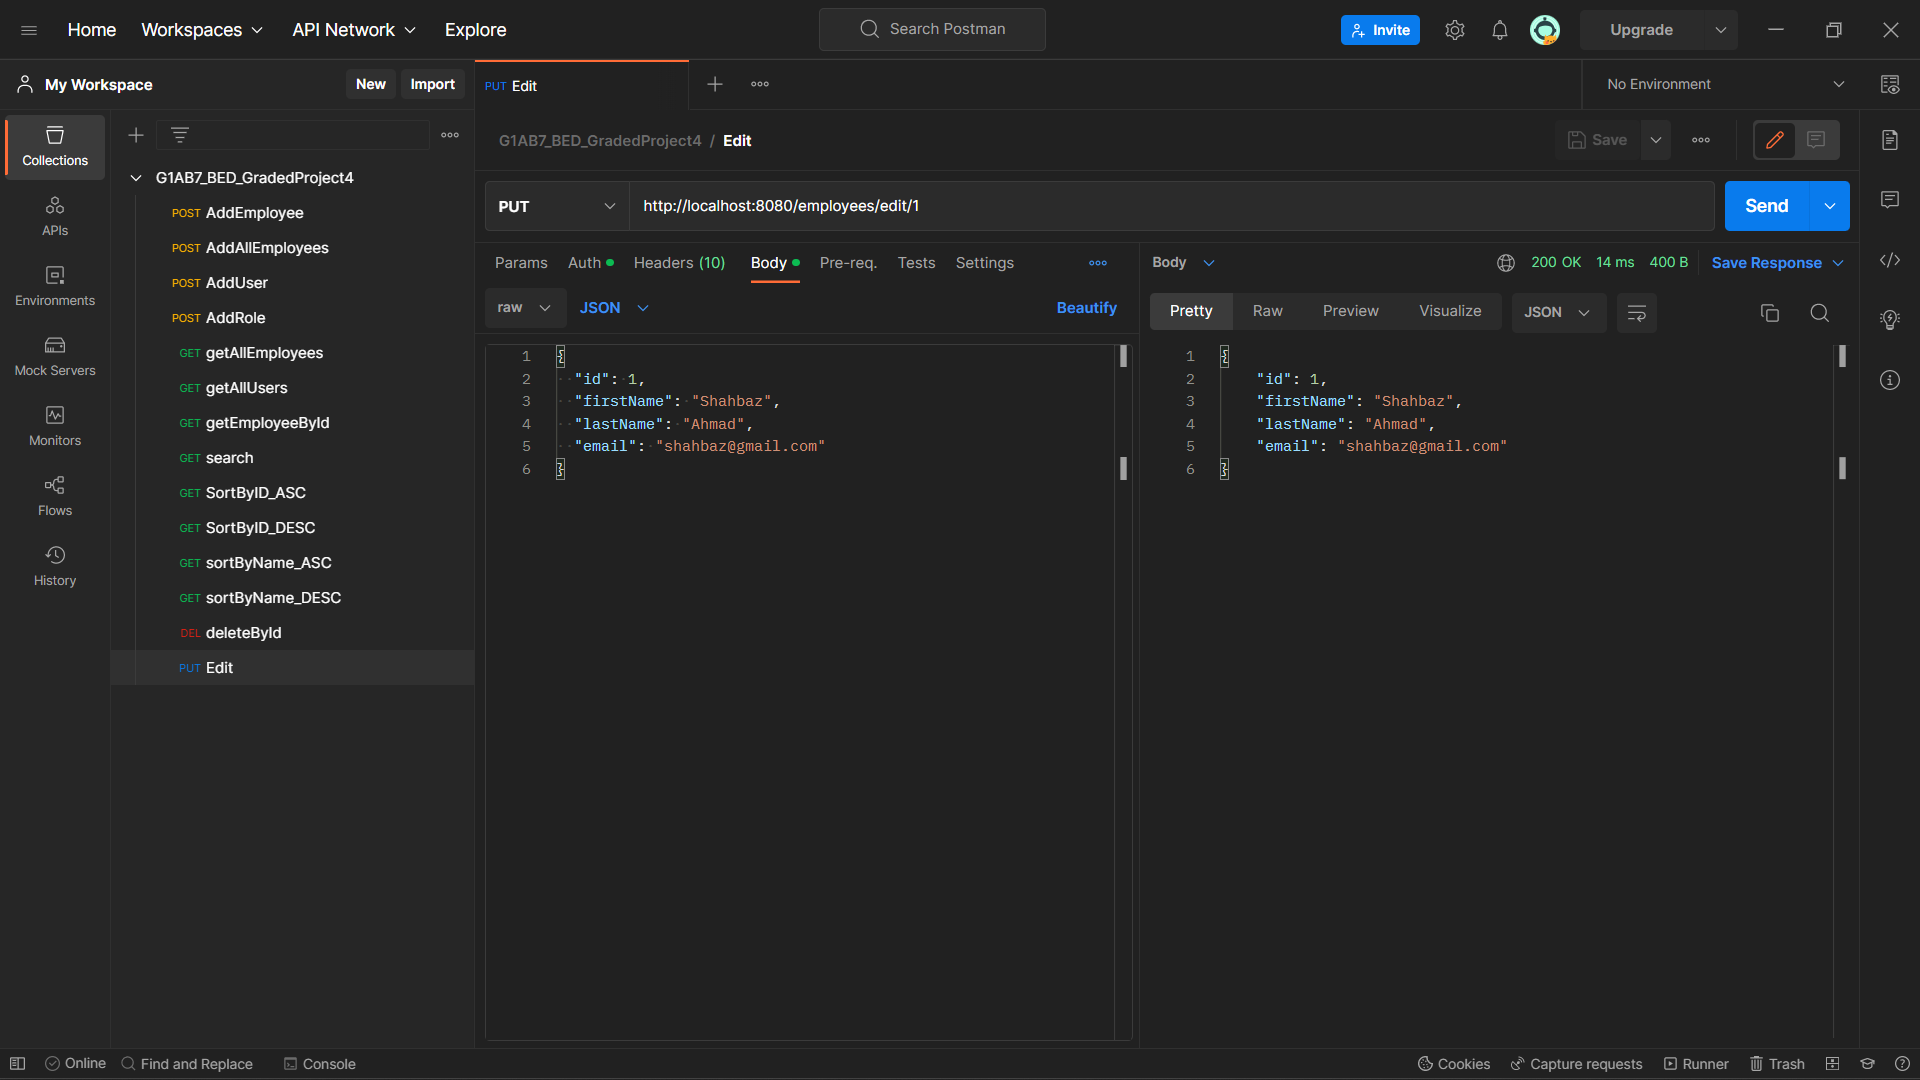 Home Workspaces API Network Explore Search Postman Invite Upgrade
My Workspace New Import PUT Edit No Environment
G1AB7_BED_GradedProject4 / Edit Save
Collections
APIs
Environments
Mock Servers
Monitors
Flows
History
G1AB7_BED_GradedProject4
POST AddEmployee
POST AddAllEmployees
POST AddUser
POST AddRole
GET getAllEmployees
GET getAllUsers
GET getEmployeeById
GET search
GET SortByID_ASC
GET SortByID_DESC
GET sortByName_ASC
GET sortByName_DESC
DEL deleteById
PUT Edit
PUT http://localhost:8080/employees/edit/1 Send
Params Auth Headers (10) Body Pre-req. Tests Settings
raw JSON Beautify
1 {
2 "id": 1,
3 "firstName": "Shahbaz",
4 "lastName": "Ahmad",
5 "email": "shahbaz@gmail.com"
6 }
Body 200 OK 14 ms 400 B Save Response
Pretty Raw Preview Visualize JSON
1 {
2 "id": 1,
3 "firstName": "Shahbaz",
4 "lastName": "Ahmad",
5 "email": "shahbaz@gmail.com"
6 }
Online Find and Replace Console Cookies Capture requests Runner Trash